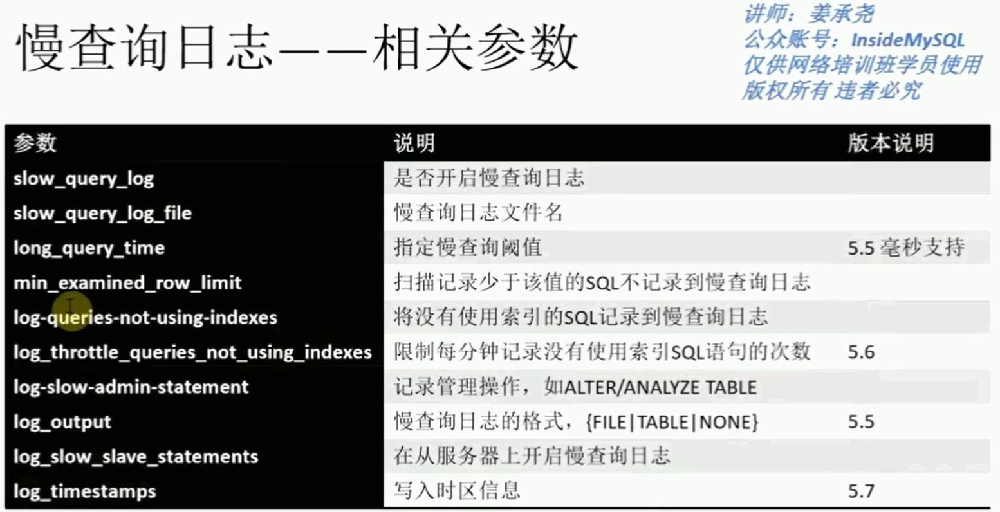 慢查询日志——相关参数
讲师：姜承尧
公众账号：InsideMySQL
仅供网络培训班学员使用
版权所有 违者必究
参数 说明 版本说明
slow_query_log 是否开启慢查询日志
slow_query_log_file 慢查询日志文件名
long_query_time 指定慢查询阈值 5.5 毫秒支持
min_examined_row_limit 扫描记录少于该值的SQL不记录到慢查询日志
log-queries-not-using-indexes 将没有使用索引的SQL记录到慢查询日志
log_throttle_queries_not_using_indexes 限制每分钟记录没有使用索引SQL语句的次数 5.6
log-slow-admin-statement 记录管理操作，如ALTER/ANALYZE TABLE
log_output 慢查询日志的格式，{FILE|TABLE|NONE} 5.5
log_slow_slave_statements 在从服务器上开启慢查询日志
log_timestamps 写入时区信息 5.7